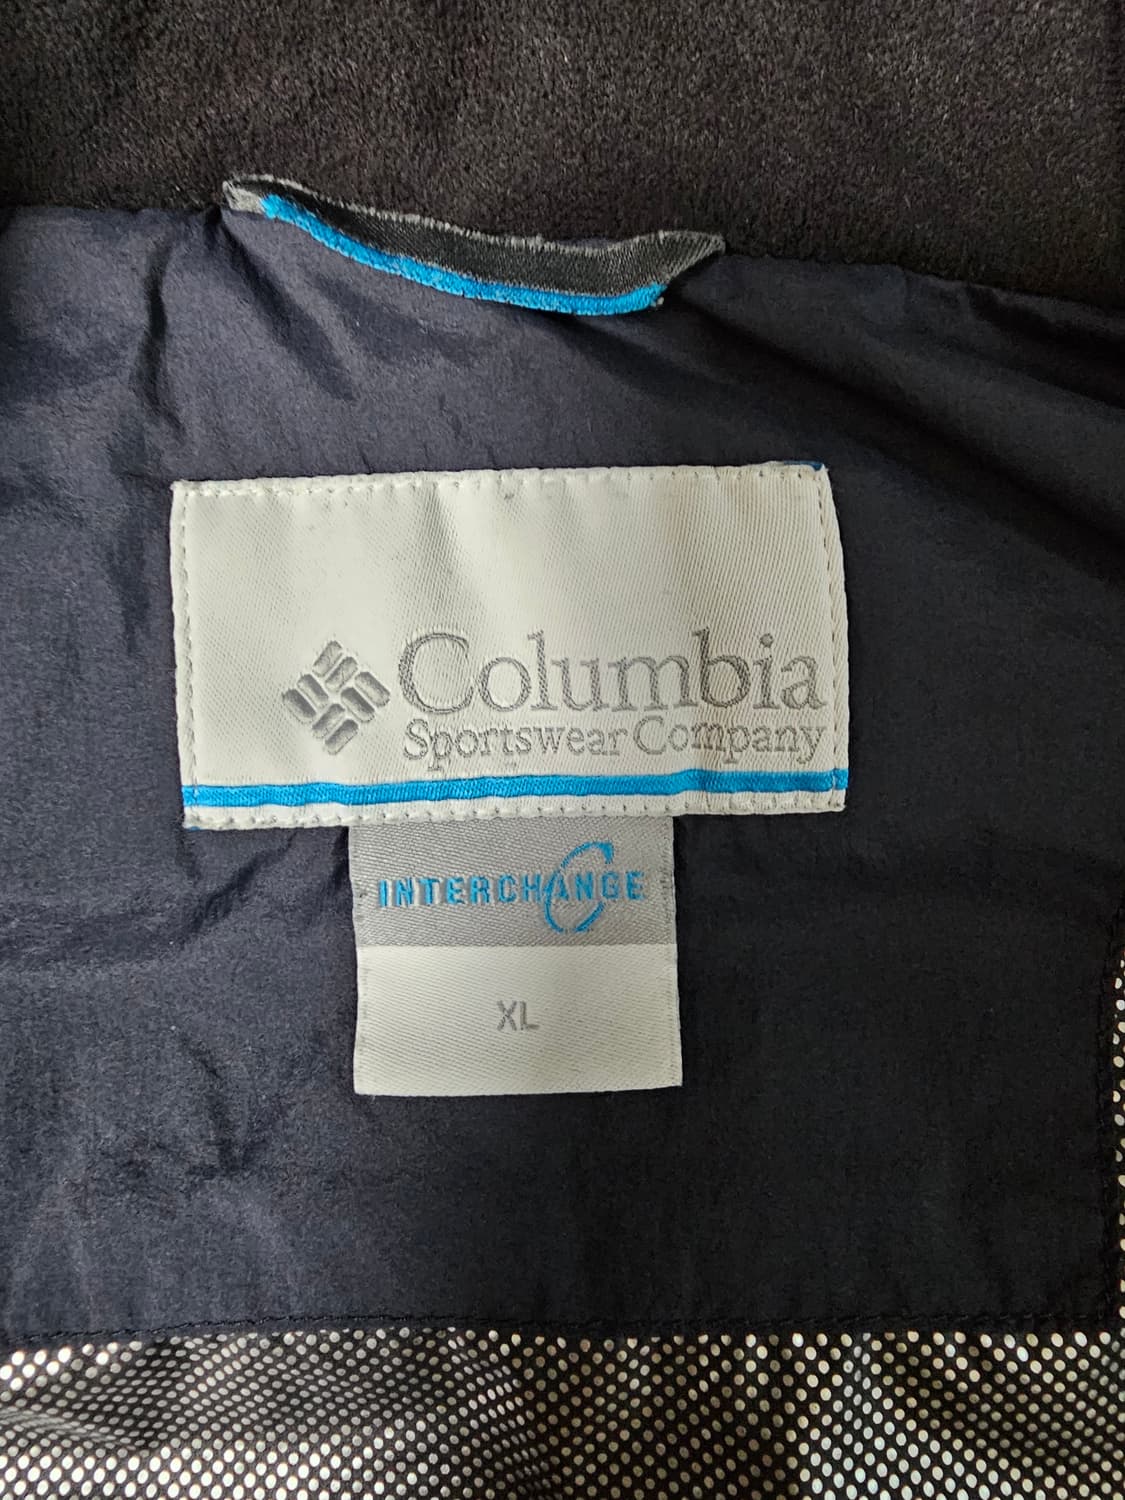 Columbia
Sportswear Company
INTERCHANGE
XL